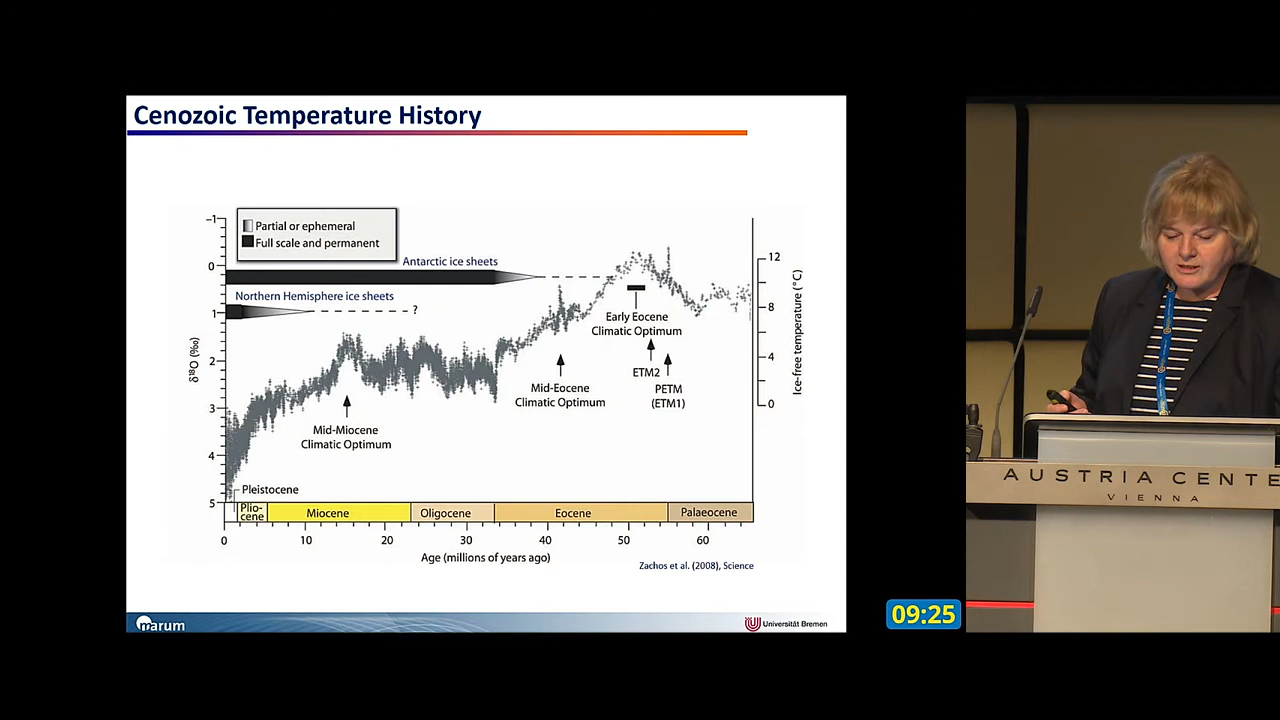 Cenozoic Temperature History
Partial or ephemeral
Full scale and permanent
Antarctic ice sheets
Northern Hemisphere ice sheets
?
−1
0
1
2
3
4
5
δ¹⁸O (‰)
12
8
4
0
Ice-free temperature (°C)
Early Eocene
Climatic Optimum
ETM2
PETM
(ETM1)
Mid-Eocene
Climatic Optimum
Mid-Miocene
Climatic Optimum
Pleistocene
Plio-
cene
Miocene
Oligocene
Eocene
Palaeocene
0
10
20
30
40
50
60
Age (millions of years ago)
Zachos et al. (2008), Science
marum
Universität Bremen
09:25
AUSTRIA CENTE
VIENNA